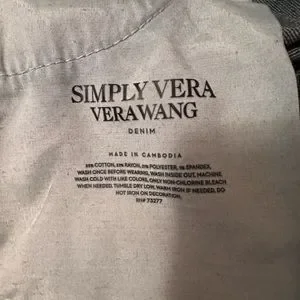 SIMPLY VERA
VERAWANG
DENIM
MADE IN CAMBODIA
COTTON, RAYON, POLYESTER, SPANDEX,
WASH ONCE BEFORE WEARING, WASH INSIDE OUT, MACHINE
WASH COLD WITH LIKE COLORS, ONLY NON-CHLORINE BLEACH
WHEN NEEDED, TUMBLE DRY LOW, WARM IRON IF NEEDED, DO
NOT IRON ON DECORATION.
RN# 73277